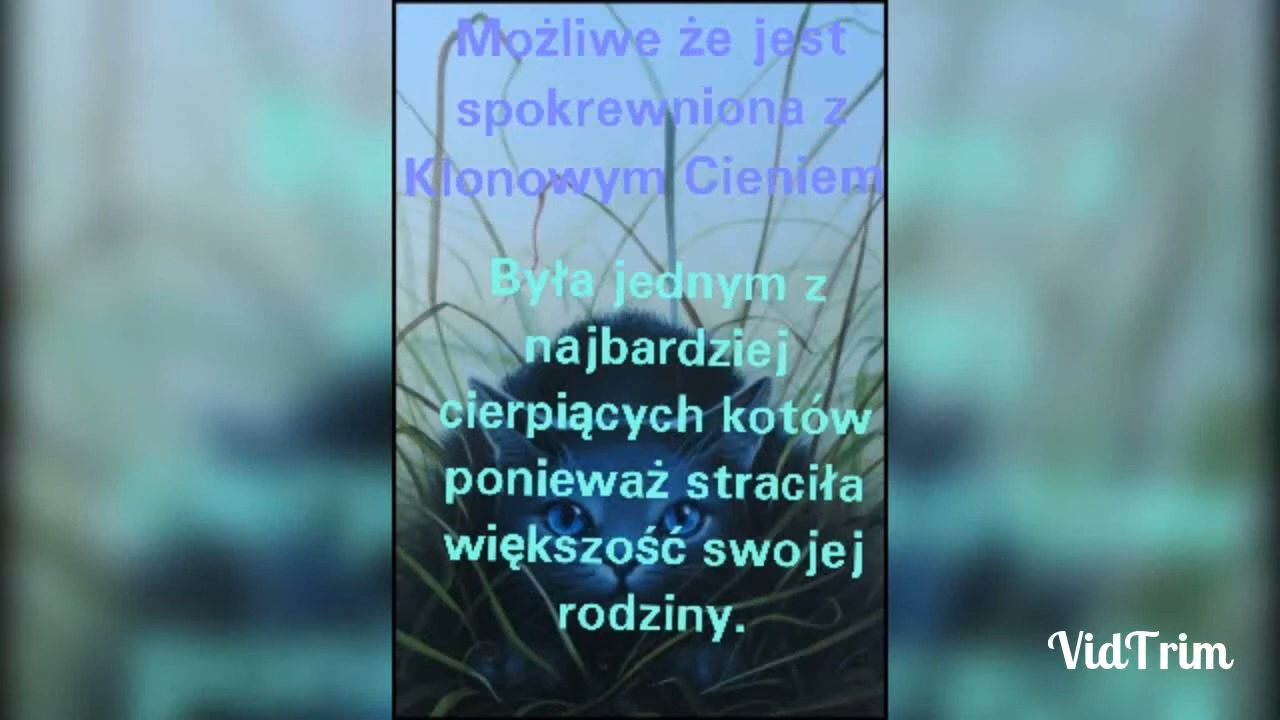 Możliwe że jest
spokrewniona z
Klonowym Cieniem
Była jednym z
najbardziej
cierpiących kotów
ponieważ straciła
większość swojej
rodziny.
VidTrim